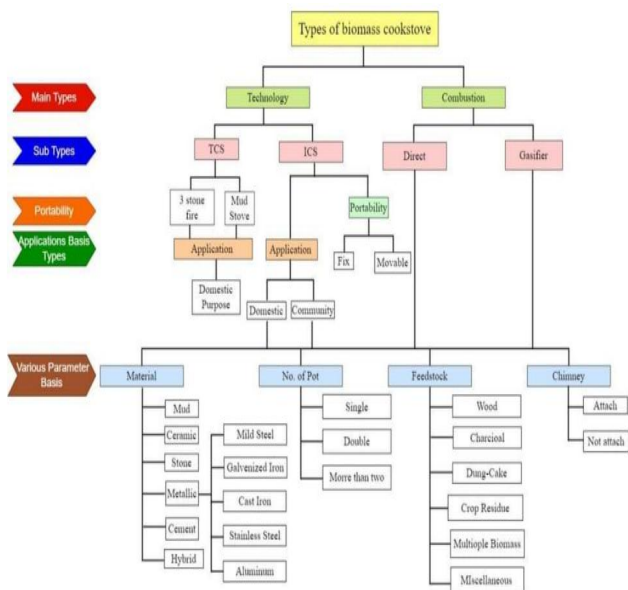 Types of biomass cookstove
Main Types
Technology
Combustion
Sub Types
TCS
ICS
Direct
Gasifier
Portability
3 stone
fire
Mud
Stove
Portability
Applications Basis
Types
Application
Application
Fix
Movable
Domestic
Purpose
Domestic
Community
Various Parameter
Basis
Material
No. of Pot
Feedstock
Chimney
Mud
Ceramic
Stone
Metallic
Cement
Hybrid
Mild Steel
Galvenized Iron
Cast Iron
Stainless Steel
Aluminum
Single
Double
Morre than two
Wood
Charcioal
Dung-Cake
Crop Residue
Multiople Biomass
MIscellaneous
Attach
Not attach